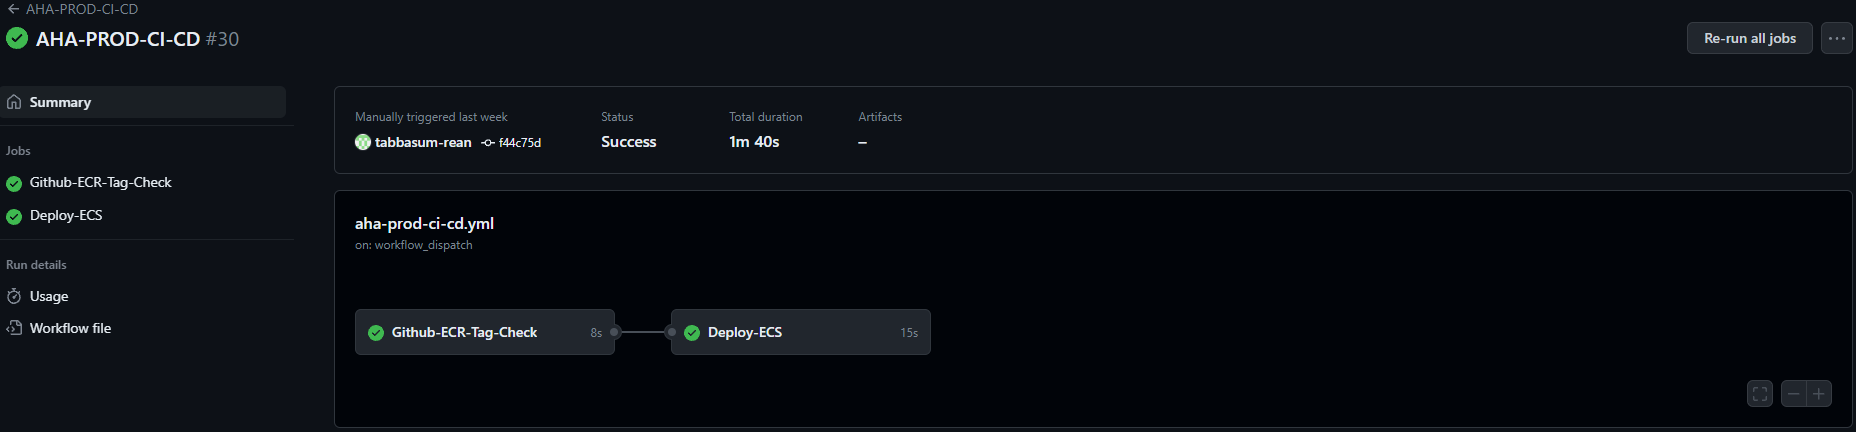 AHA-PROD-CI-CD
AHA-PROD-CI-CD #30
Re-run all jobs
Summary
Jobs
Github-ECR-Tag-Check
Deploy-ECS
Run details
Usage
Workflow file
Manually triggered last week
tabbasum-rean f44c75d
Status
Success
Total duration
1m 40s
Artifacts
–
aha-prod-ci-cd.yml
on: workflow_dispatch
Github-ECR-Tag-Check 8s
Deploy-ECS 15s